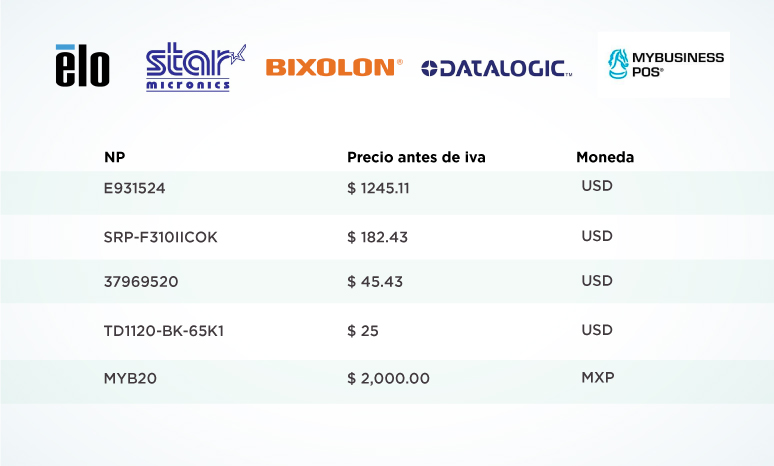 elo
star
micronics
BIXOLON®
DATALOGIC™
MYBUSINESS
POS®
NP Precio antes de iva Moneda
E931524 $ 1245.11 USD
SRP-F310IICOK $ 182.43 USD
37969520 $ 45.43 USD
TD1120-BK-65K1 $ 25 USD
MYB20 $ 2,000.00 MXP